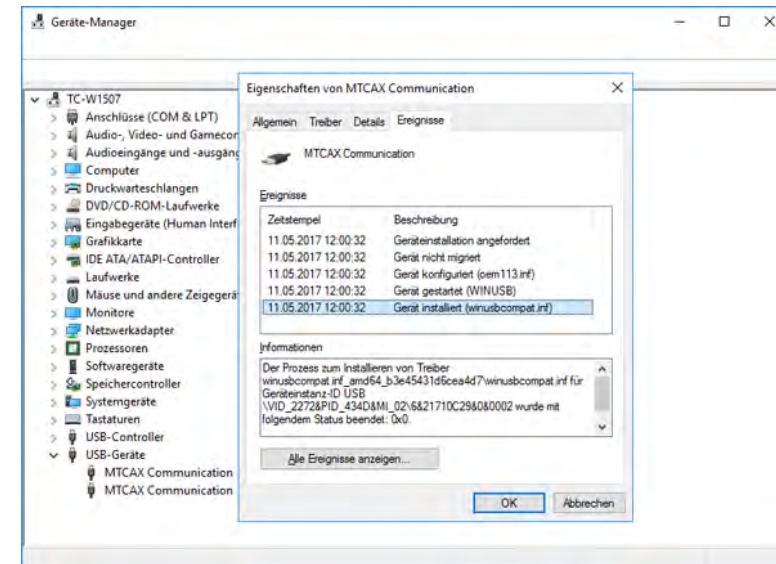 Geräte-Manager
TC-W1507
Anschlüsse (COM & LPT)
Audio-, Video- und Gamecor
Audioeingänge und -ausgäng
Computer
Druckwarteschlangen
DVD/CD-ROM-Laufwerke
Eingabegeräte (Human Interf
Grafikkarte
IDE ATA/ATAPI-Controller
Laufwerke
Mäuse und andere Zeigegerä
Monitore
Netzwerkadapter
Prozessoren
Softwaregeräte
Speichercontroller
Systemgeräte
Tastaturen
USB-Controller
USB-Geräte
MTCAX Communication
MTCAX Communication
Eigenschaften von MTCAX Communication
Allgemein Treiber Details Ereignisse
MTCAX Communication
Ereignisse
Zeitstempel Beschreibung
11.05.2017 12:00:32 Geräteinstallation angefordert
11.05.2017 12:00:32 Gerät nicht migriert
11.05.2017 12:00:32 Gerät konfiguriert (oem113.inf)
11.05.2017 12:00:32 Gerät gestartet (WINUSB)
11.05.2017 12:00:32 Gerät installiert (winusbcompat.inf)
Informationen
Der Prozess zum Installieren von Treiber
winusbcompat.inf_amd64_b3e45431d6cea4d7\winusbcompat.inf für
Geräteinstanz-ID USB
\VID_2272&PID_434D&MI_02\6&21710C29&0&0002 wurde mit
folgendem Status beendet: 0x0.
Alle Ereignisse anzeigen...
OK Abbrechen